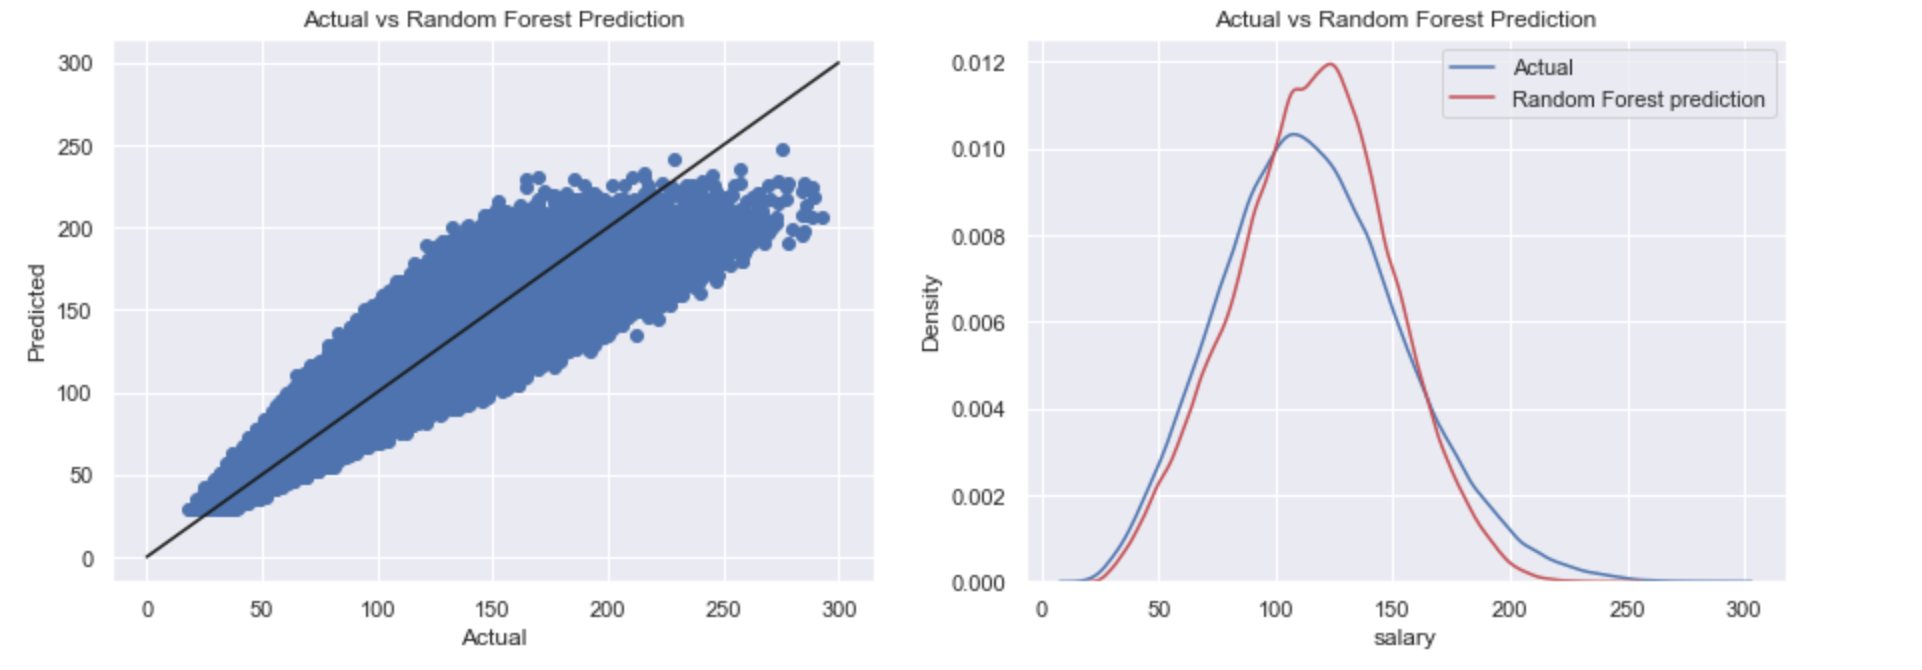 Actual vs Random Forest Prediction
300
250
200
150
100
50
0
Predicted
0 50 100 150 200 250 300
Actual
Actual vs Random Forest Prediction
Actual
Random Forest prediction
0.012
0.010
0.008
0.006
0.004
0.002
0.000
Density
0 50 100 150 200 250 300
salary